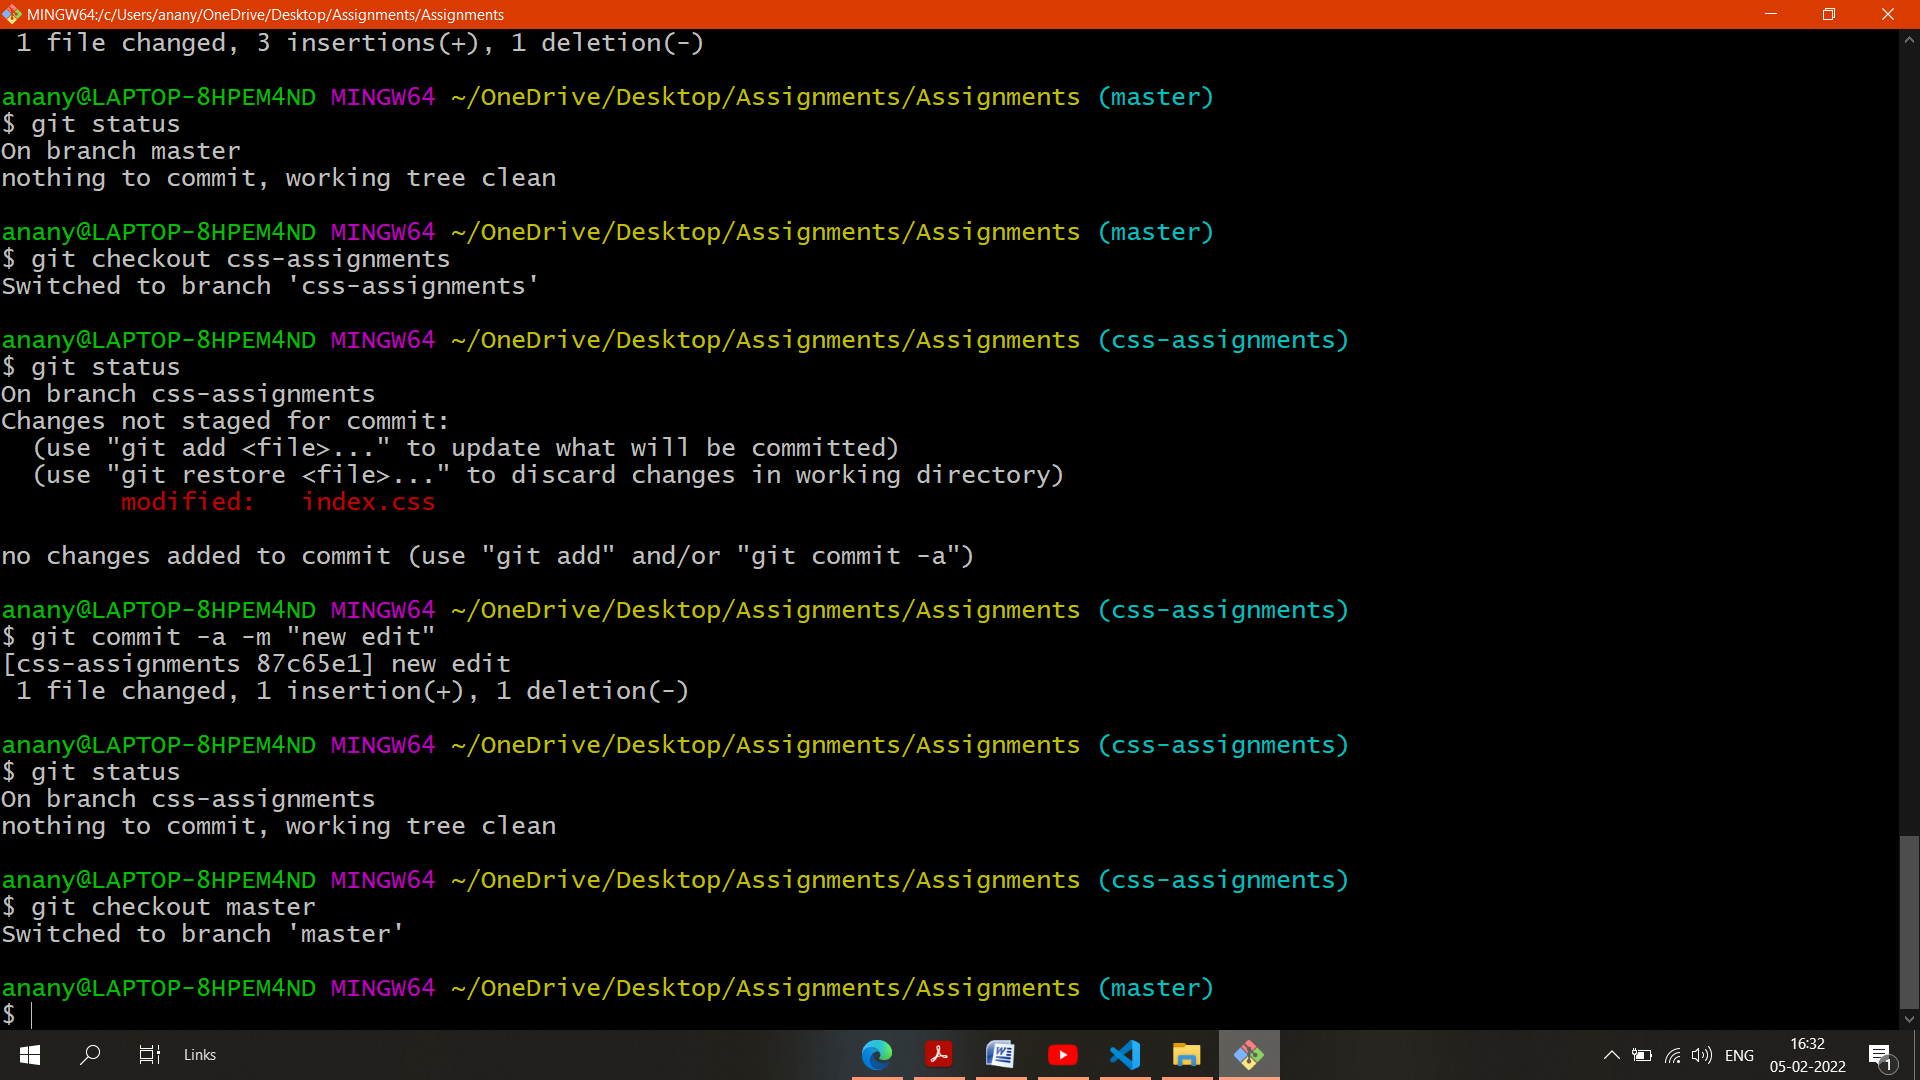 MINGW64:/c/Users/anany/OneDrive/Desktop/Assignments/Assignments
1 file changed, 3 insertions(+), 1 deletion(-)
anany@LAPTOP-8HPEM4ND MINGW64 ~/OneDrive/Desktop/Assignments/Assignments (master)
$ git status
On branch master
nothing to commit, working tree clean
anany@LAPTOP-8HPEM4ND MINGW64 ~/OneDrive/Desktop/Assignments/Assignments (master)
$ git checkout css-assignments
Switched to branch 'css-assignments'
anany@LAPTOP-8HPEM4ND MINGW64 ~/OneDrive/Desktop/Assignments/Assignments (css-assignments)
$ git status
On branch css-assignments
Changes not staged for commit:
(use "git add <file>..." to update what will be committed)
(use "git restore <file>..." to discard changes in working directory)
modified:   index.css
no changes added to commit (use "git add" and/or "git commit -a")
anany@LAPTOP-8HPEM4ND MINGW64 ~/OneDrive/Desktop/Assignments/Assignments (css-assignments)
$ git commit -a -m "new edit"
[css-assignments 87c65e1] new edit
1 file changed, 1 insertion(+), 1 deletion(-)
anany@LAPTOP-8HPEM4ND MINGW64 ~/OneDrive/Desktop/Assignments/Assignments (css-assignments)
$ git status
On branch css-assignments
nothing to commit, working tree clean
anany@LAPTOP-8HPEM4ND MINGW64 ~/OneDrive/Desktop/Assignments/Assignments (css-assignments)
$ git checkout master
Switched to branch 'master'
anany@LAPTOP-8HPEM4ND MINGW64 ~/OneDrive/Desktop/Assignments/Assignments (master)
$
Links
ENG
16:32
05-02-2022
1